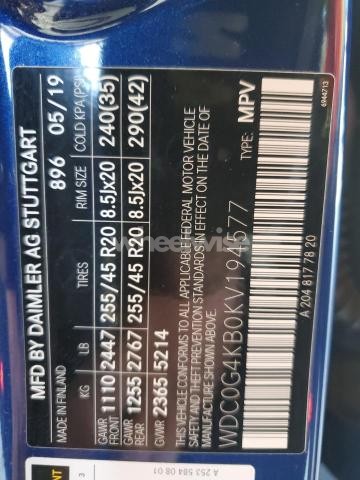 MFD BY DAIMLER AG STUTTGART
MADE IN FINLAND 896 05/19
KG LB TIRES RIM SIZE COLD KPA(PSI)
GAWR FRONT 1110 2447 255/45 R20 8.5Jx20 240(35)
GAWR REAR 1255 2767 255/45 R20 8.5Jx20 290(42)
GVWR 2365 5214
THIS VEHICLE CONFORMS TO ALL APPLICABLE FEDERAL MOTOR VEHICLE
SAFETY AND THEFT PREVENTION STANDARDS IN EFFECT ON THE DATE OF
MANUFACTURE SHOWN ABOVE.
WDC0G4KB0KV194577 TYPE: MPV
A 204 817 78 20
6944713
A 253 584 08 01